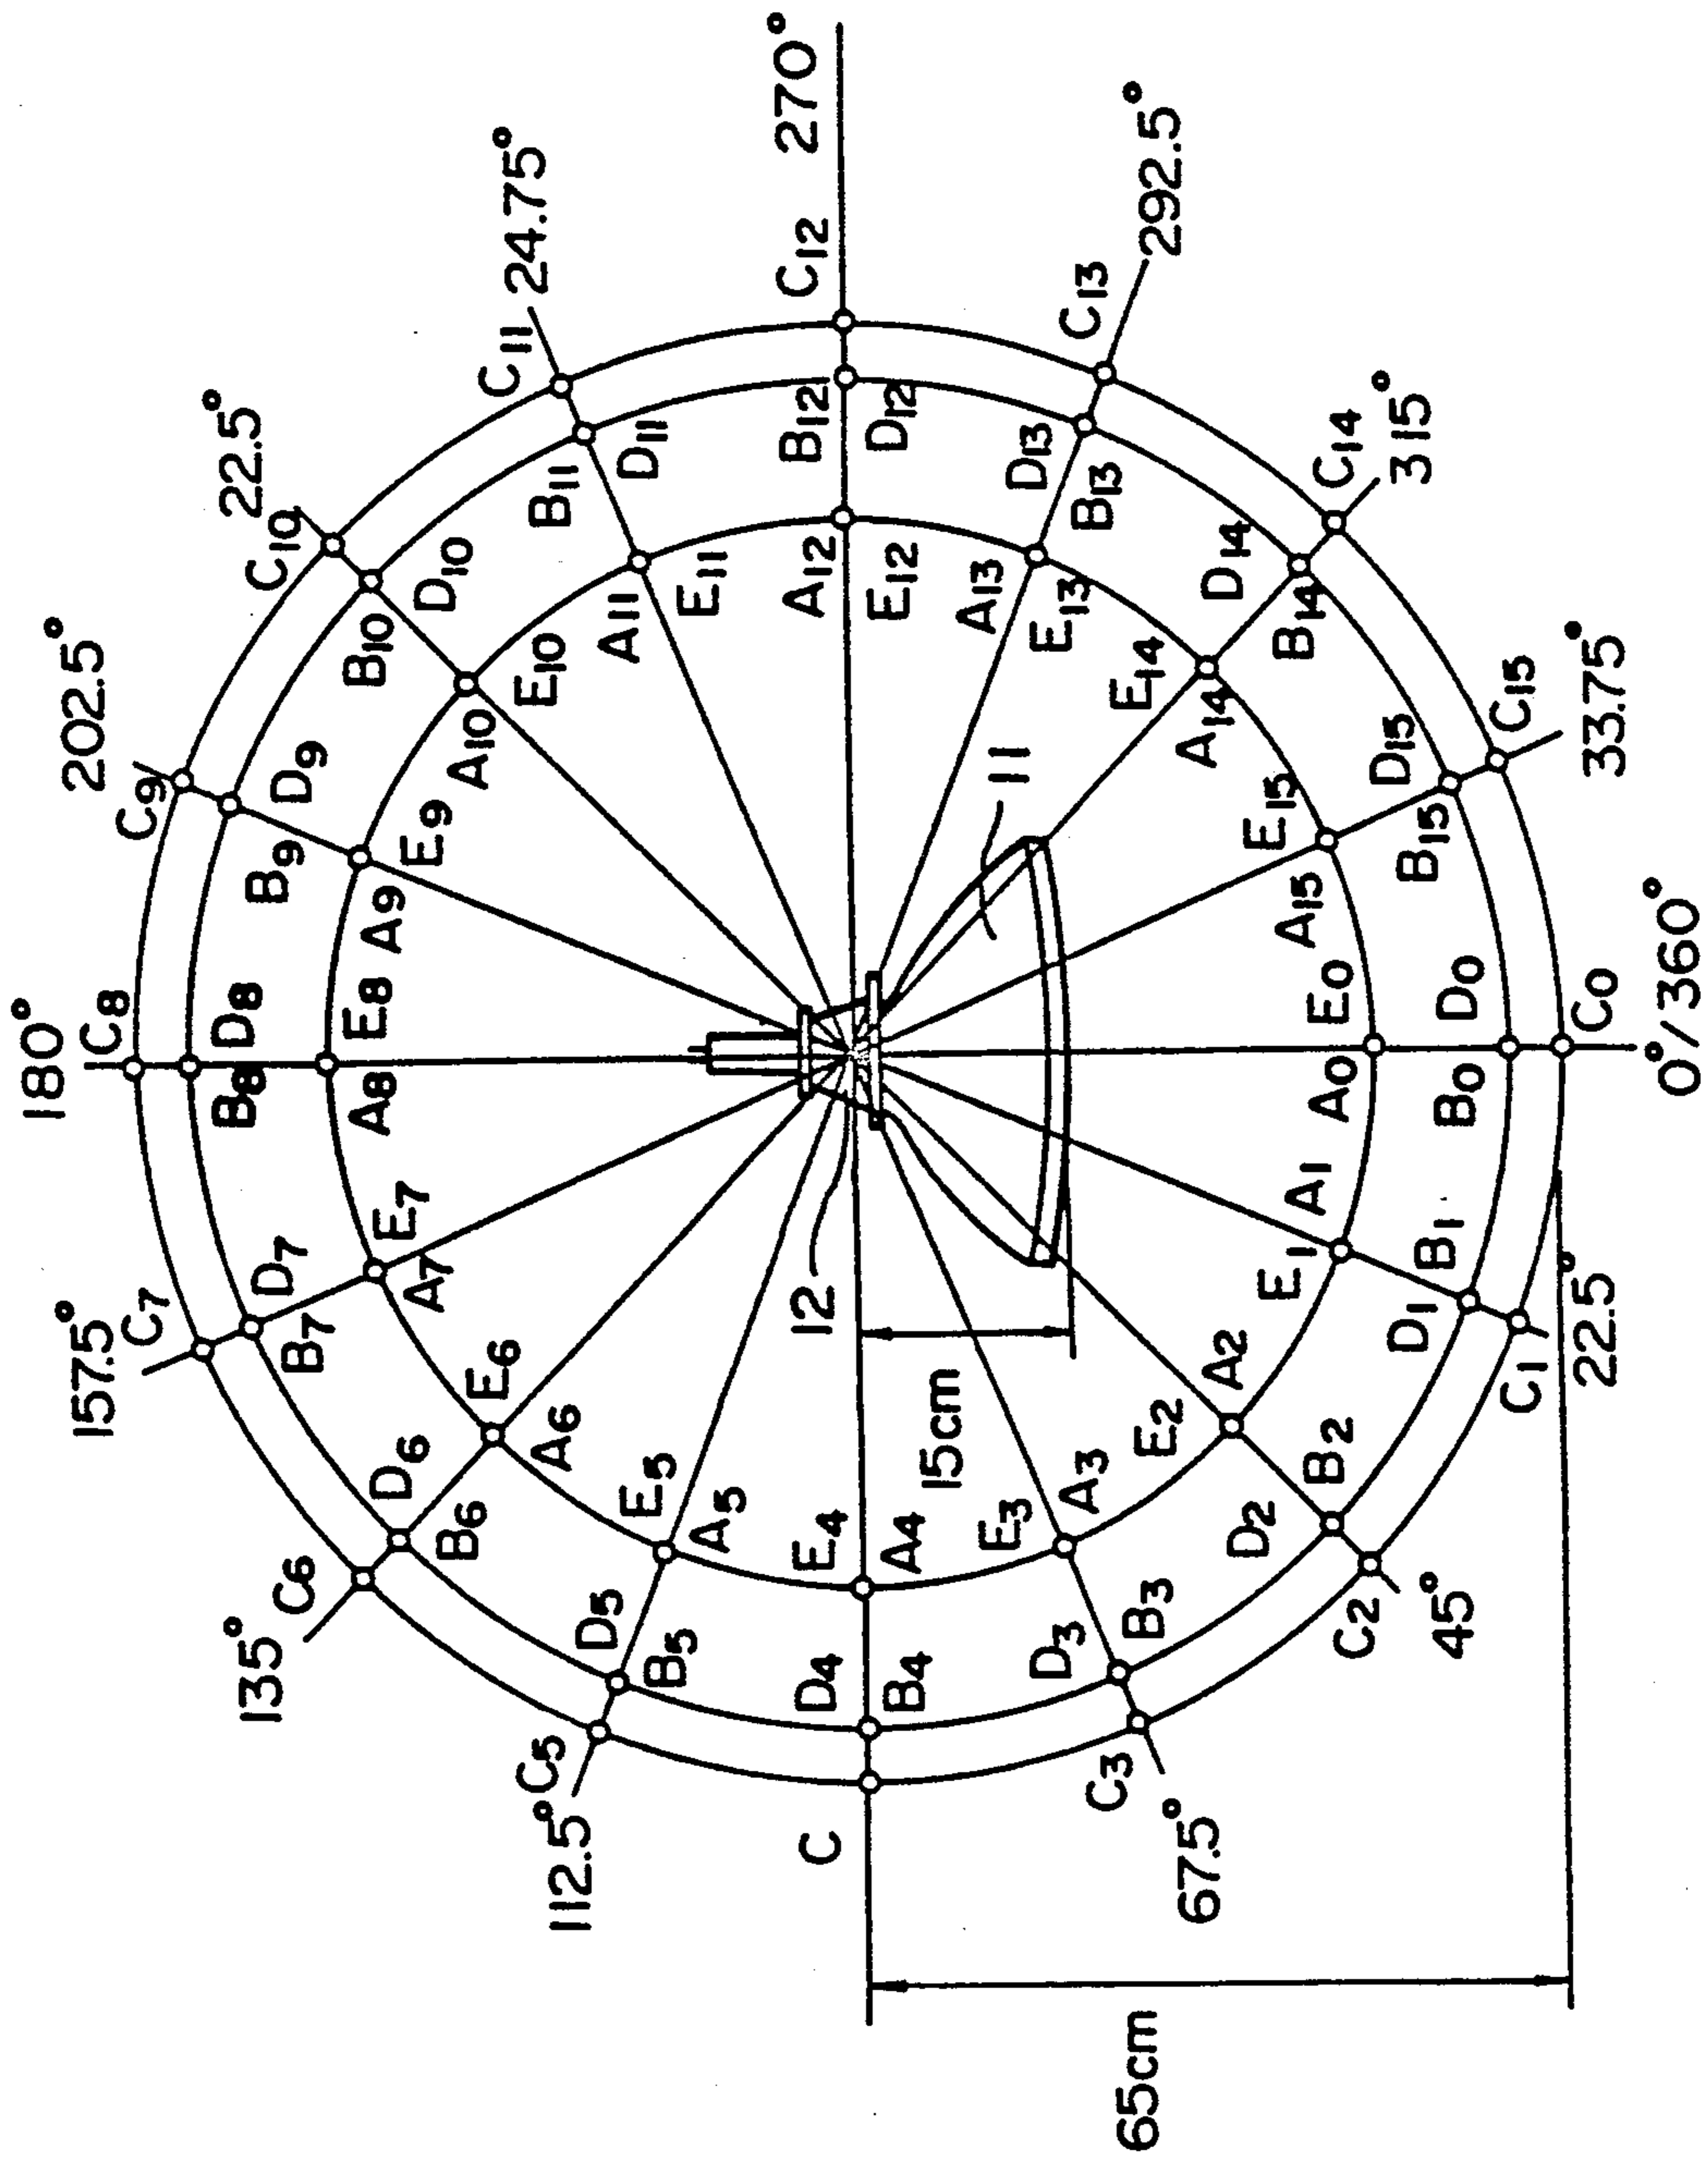 180°
C8
B8
D8
A8
E8
202.5°
C9
B9
D9
A9
E9
22.5°
C10
B10
D10
A10
E10
24.75°
C11
B11
D11
A11
E11
270°
C12
B12
D12
A12
E12
292.5°
C13
D13
B13
A13
E13
315°
C14
D14
B14
E14
A14
33.75°
C15
D15
B15
E15
A15
0°/360°
C0
B0
D0
A0
E0
22.5°
C1
D1
B1
E1
A1
45°
C2
D2
B2
E2
A2
67.5°
C3
D3
B3
E3
A3
C
D4
B4
E4
A4
112.5°
C5
D5
B5
E5
A5
135°
C6
D6
B6
E6
A6
157.5°
C7
D7
B7
E7
A7
11
12
15cm
65cm